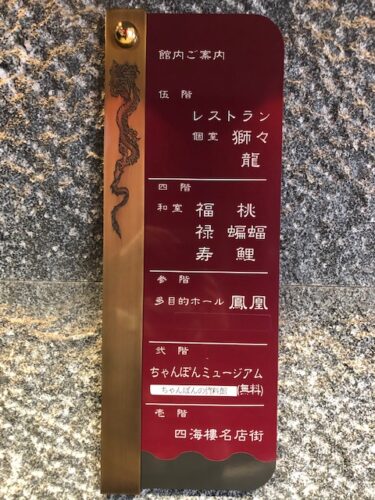 館内ご案内
伍階
レストラン
個室 獅々
龍
四階
和室 福 桃
禄 蝙蝠
寿 鯉
参階
多目的ホール 鳳凰
弐階
ちゃんぽんミュージアム
ちゃんぽんの資料館 (無料)
壱階
四海樓名店街